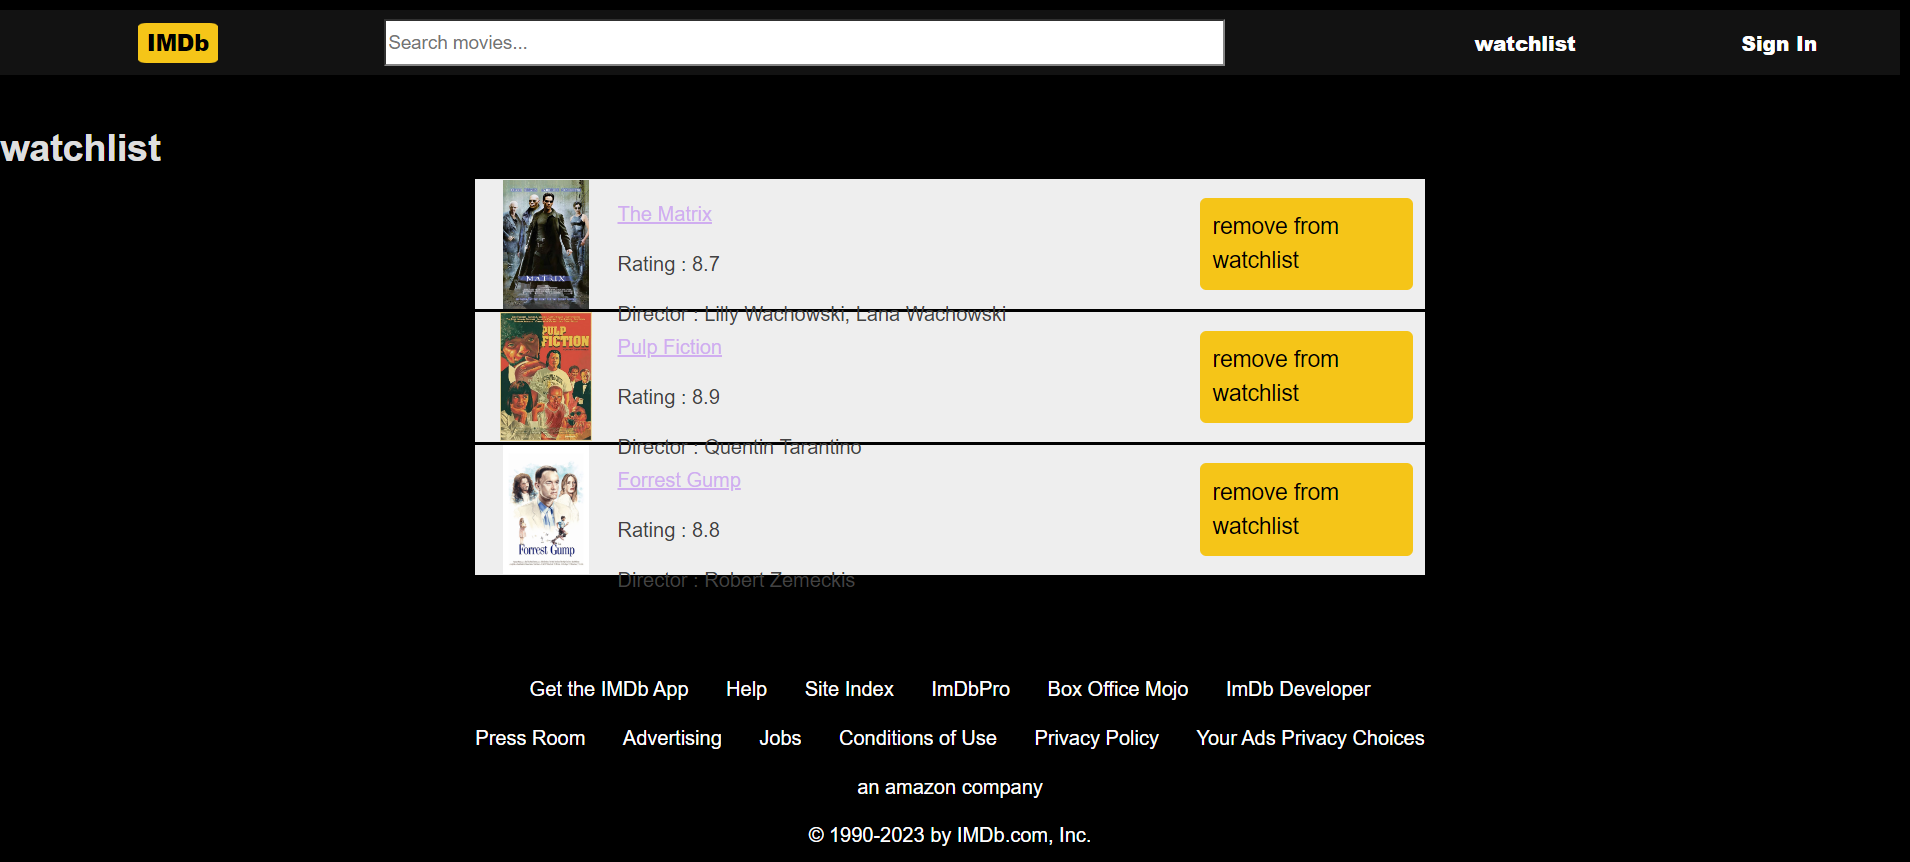 IMDb
Search movies...
watchlist
Sign In
watchlist
MATRIX
The Matrix
Rating : 8.7
Director : Lilly Wachowski, Lana Wachowski
remove from
watchlist
PULP
FICTION
Pulp Fiction
Rating : 8.9
Director : Quentin Tarantino
remove from
watchlist
Forrest Gump
Forrest Gump
Rating : 8.8
Director : Robert Zemeckis
remove from
watchlist
Get the IMDb App Help Site Index ImDbPro Box Office Mojo ImDb Developer
Press Room Advertising Jobs Conditions of Use Privacy Policy Your Ads Privacy Choices
an amazon company
© 1990-2023 by IMDb.com, Inc.